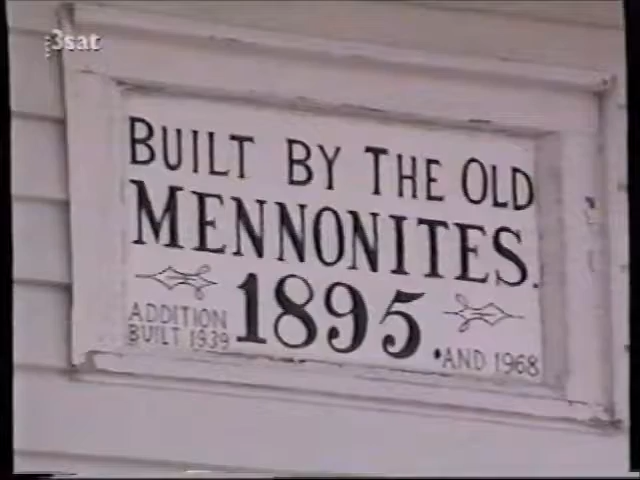 3sat
BUILT BY THE OLD
MENNONITES.
1895.
ADDITION
BUILT 1939
AND 1968